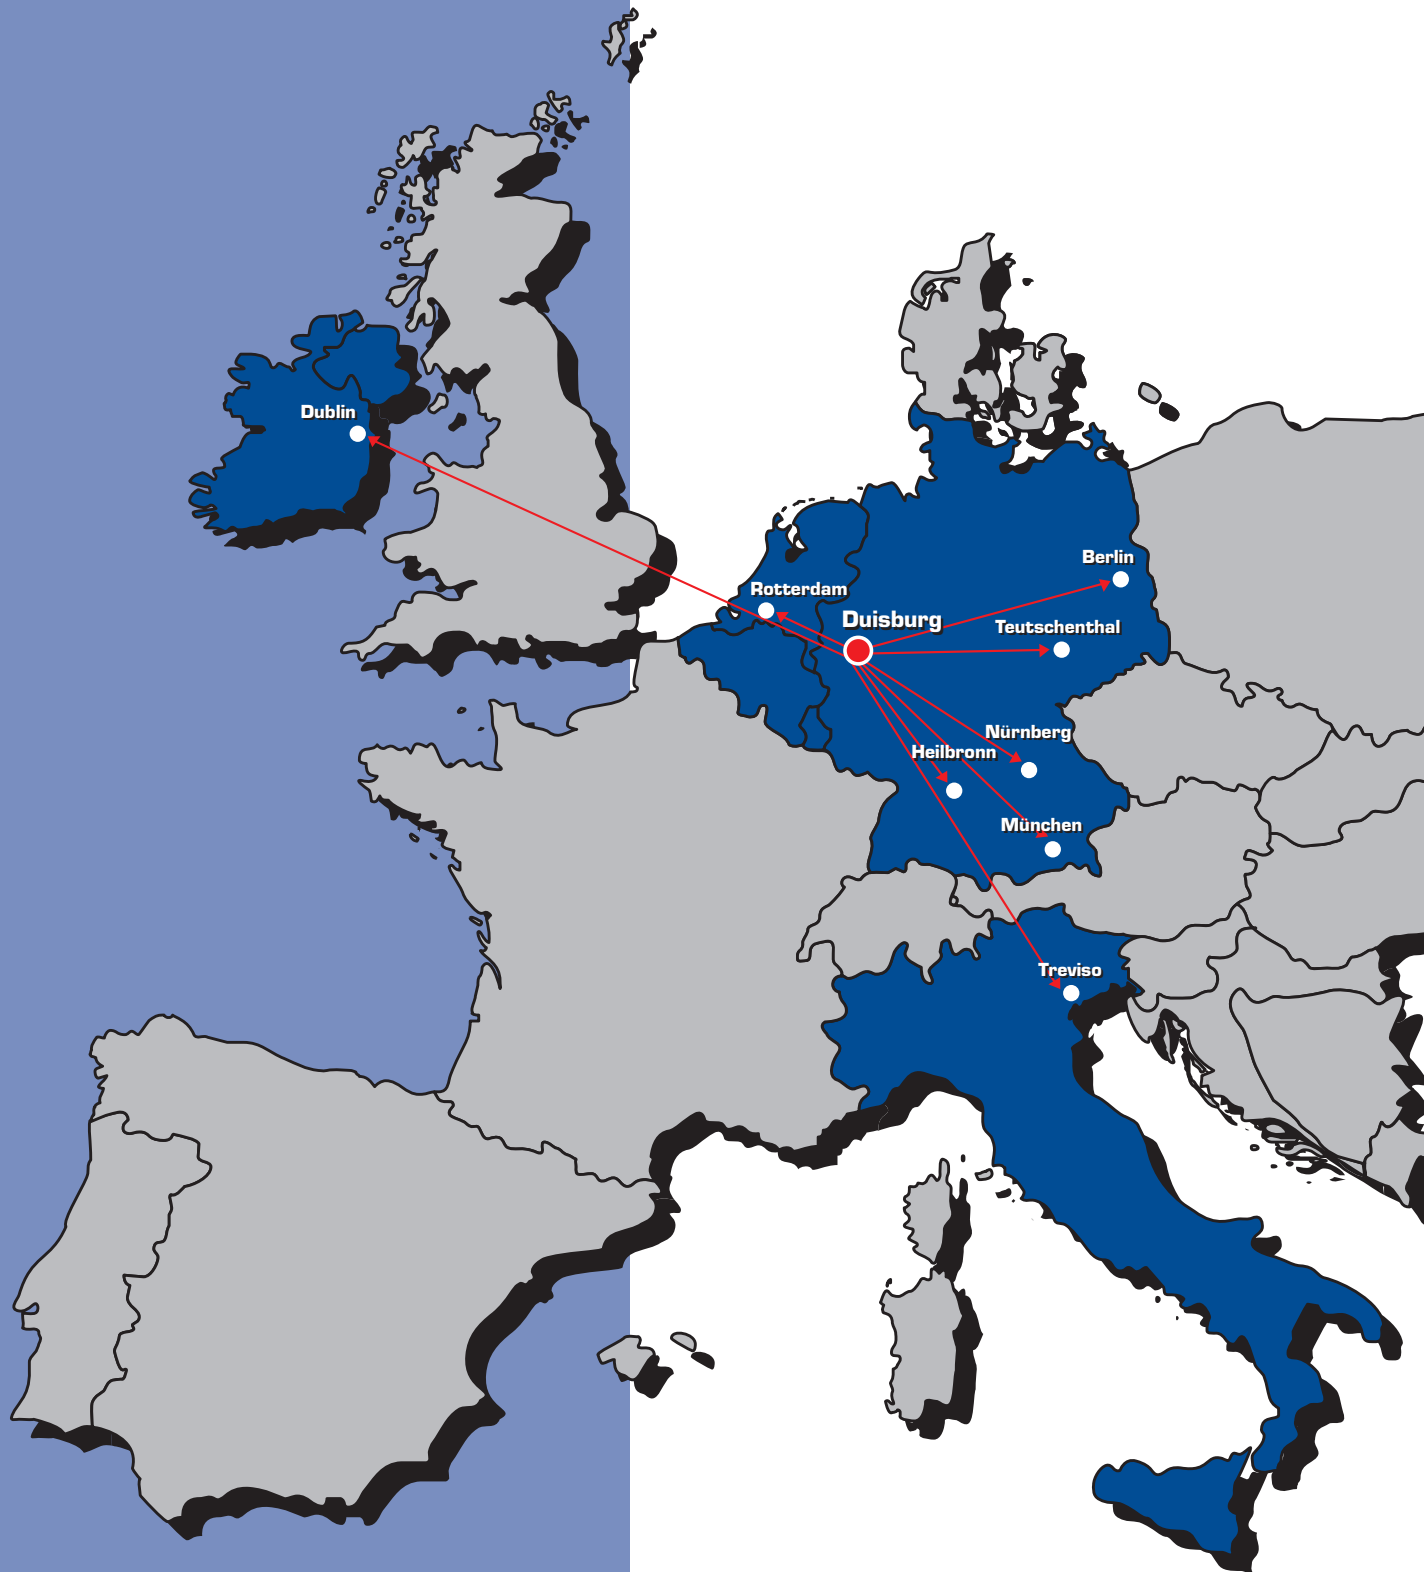 Dublin
Berlin
Rotterdam
Duisburg
Teutschenthal
Nürnberg
Heilbronn
München
Treviso